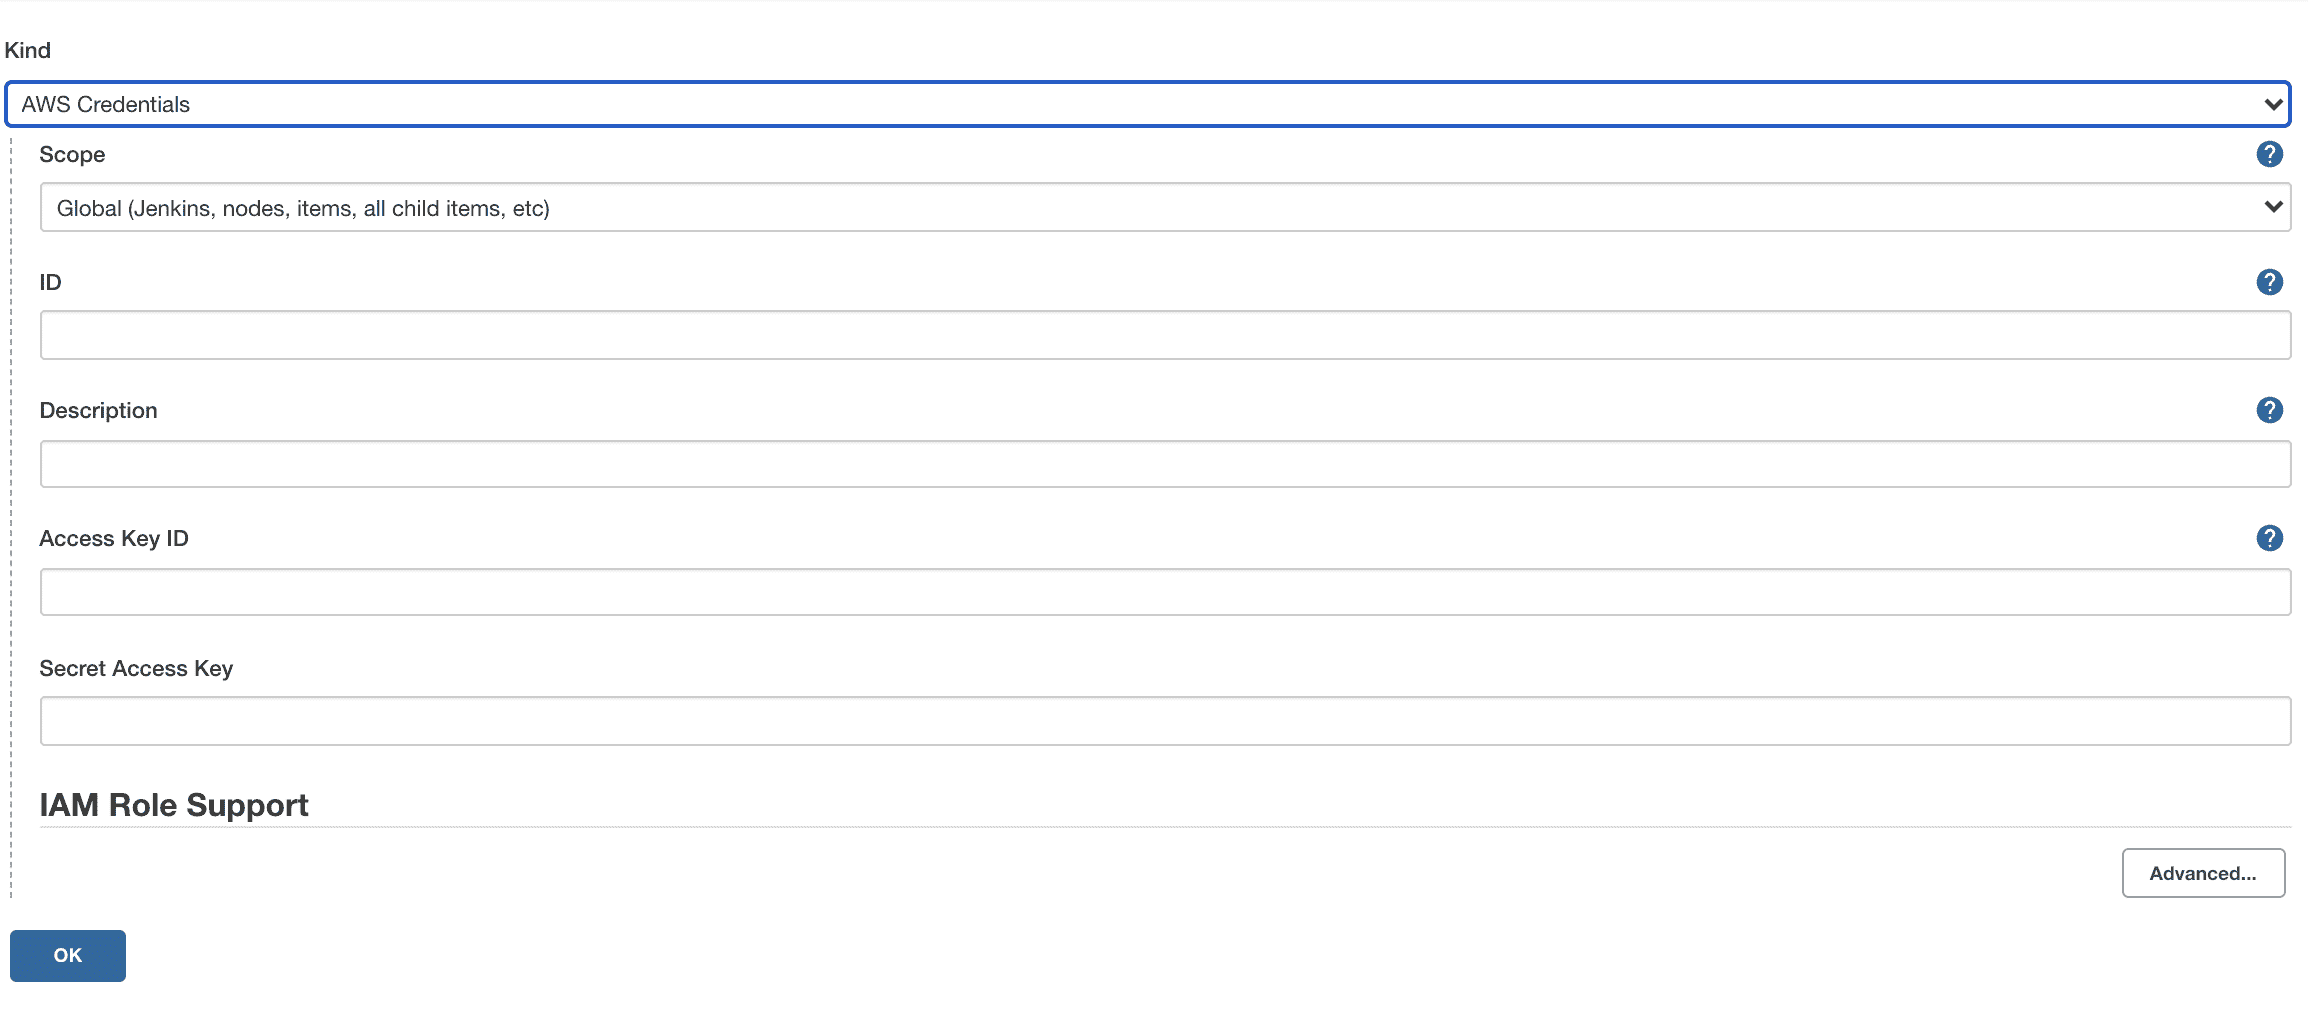 Kind
AWS Credentials
Scope
?
Global (Jenkins, nodes, items, all child items, etc)
ID
?
Description
?
Access Key ID
?
Secret Access Key
IAM Role Support
Advanced...
OK